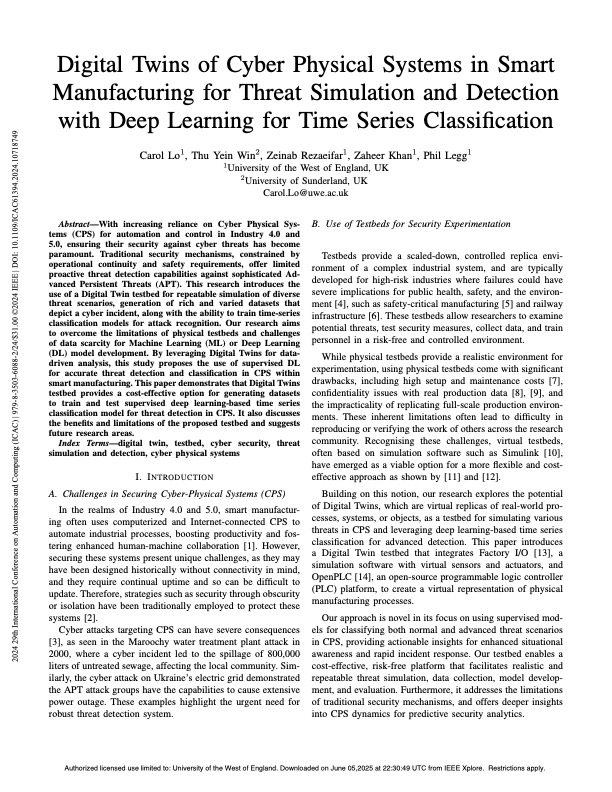 Digital Twins of Cyber Physical Systems in Smart
Manufacturing for Threat Simulation and Detection
with Deep Learning for Time Series Classification
Carol Lo1, Thu Yein Win2, Zeinab Rezaeifar1, Zaheer Khan1, Phil Legg1
1University of the West of England, UK
2University of Sunderland, UK
Carol.Lo@uwe.ac.uk
Abstract—With increasing reliance on Cyber Physical Sys-
tems (CPS) for automation and control in Industry 4.0 and
5.0, ensuring their security against cyber threats has become
paramount. Traditional security mechanisms, constrained by
operational continuity and safety requirements, offer limited
proactive threat detection capabilities against sophisticated Ad-
vanced Persistent Threats (APT). This research introduces the
use of a Digital Twin testbed for repeatable simulation of diverse
threat scenarios, generation of rich and varied datasets that
depict a cyber incident, along with the ability to train time-series
classification models for attack recognition. Our research aims
to overcome the limitations of physical testbeds and challenges
of data scarcity for Machine Learning (ML) or Deep Learning
(DL) model development. By leveraging Digital Twins for data-
driven analysis, this study proposes the use of supervised DL
for accurate threat detection in CPS within
smart manufacturing. This paper demonstrates that Digital Twins
testbed provides a cost-effective option for generating datasets
to train and test supervised deep learning-based time series
classification model for threat detection in CPS. It also discusses
the benefits and limitations of the proposed testbed and suggests
future research areas.
Index Terms—digital twin, testbed, cyber security, threat
simulation and detection, cyber physical systems
I. INTRODUCTION
A. Challenges in Securing Cyber-Physical Systems (CPS)
In the realms of Industry 4.0 and 5.0, smart manufactur-
ing often uses computerized and Internet-connected CPS to
automate industrial processes, boosting productivity and fos-
tering enhanced human-machine collaboration [1]. However,
securing these systems present unique challenges, as they may
have been designed historically without connectivity in mind,
and they require continual uptime and so can be difficult to
update. Therefore, strategies such as security through obscurity
or isolation have been traditionally employed to protect these
systems [2].
Cyber attacks targeting CPS can have severe consequences
[3], as seen in the Maroochy water treatment plant attack in
2000, where a cyber incident led to the spillage of 800,000
liters of untreated sewage, affecting the local community. Sim-
ilarly, the cyber attack on Ukraine's electric grid demonstrated
the APT attack groups have the capabilities to cause extensive
power outage. These examples highlight the urgent need for
robust threat detection system.
B. Use of Testbeds for Security Experimentation
Testbeds provide a scaled-down, controlled replica envi-
ronment of a complex industrial system, and are typically
developed for high-risk industries where failures could have
severe implications for public health, safety, and the environ-
ment [4], such as safety-critical manufacturing [5] and railway
infrastructure [6]. These testbeds allow researchers to examine
potential threats, test security measures, collect data, and train
personnel in a risk-free and controlled environment.
While physical testbeds provide a realistic environment for
experimentation, using physical testbeds come with significant
drawbacks, including high setup and maintenance costs [7],
confidentiality issues with real production data [8], [9], and
the impracticality of replicating full-scale production environ-
ments. These inherent limitations often lead to difficulty in
reproducing or verifying the work of others across the research
community. Recognising these challenges, virtual testbeds,
often based on simulation software such as Simulink [10],
have emerged as a viable option for a more flexible and cost-
effective approach as shown by [11] and [12].
Building on this notion, our research explores the potential
of Digital Twins, which are virtual replicas of real-world pro-
cesses, systems, or objects, as a testbed for simulating various
threats in CPS and leveraging deep learning-based time series
classification for advanced detection. This paper introduces
a Digital Twin testbed that integrates Factory I/O [13], a
simulation software with virtual sensors and actuators, and
OpenPLC [14], an open-source programmable logic controller
(PLC) platform, to create a virtual representation of physical
manufacturing processes.
Our approach is novel in its focus on using supervised mod-
els for classifying both normal and advanced threat scenarios
in CPS, providing actionable insights for enhanced situational
awareness and rapid incident response. Our testbed enables a
cost-effective, risk-free platform that facilitates realistic and
repeatable threat simulation, data collection, model develop-
ment, and evaluation. Furthermore, it addresses the limitations
of traditional security mechanisms, and offers deeper insights
into CPS dynamics for predictive security analytics.
2024 29th International Conference on Automation and Computing (ICAC) | 979-8-3503-6088-2/24/$31.00 ©2024 IEEE | DOI: 10.1109/ICAC61394.2024.10718749
Authorized licensed use limited to: University of the West of England. Downloaded on June 05,2025 at 22:30:49 UTC from IEEE Xplore. Restrictions apply.